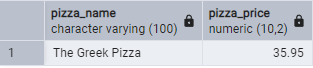 pizza_name
character varying (100)
pizza_price
numeric (10,2)
1
The Greek Pizza
35.95